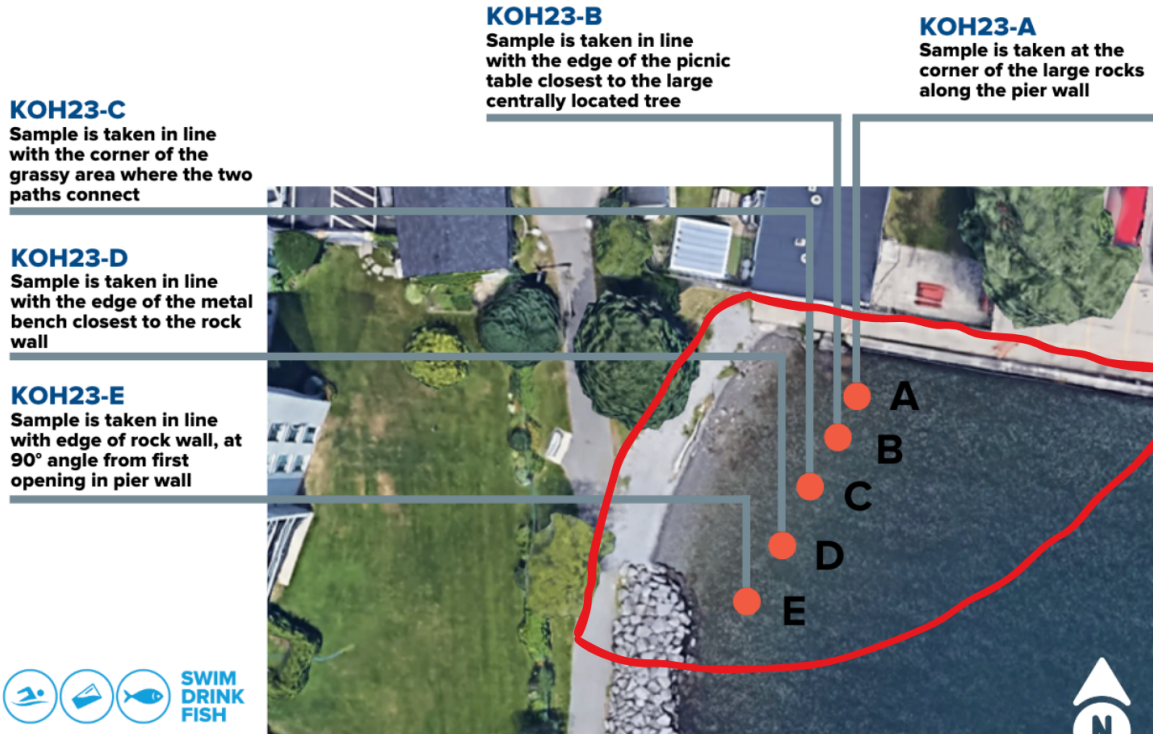 KOH23-B
Sample is taken in line
with the edge of the picnic
table closest to the large
centrally located tree
KOH23-A
Sample is taken at the
corner of the large rocks
along the pier wall
KOH23-C
Sample is taken in line
with the corner of the
grassy area where the two
paths connect
KOH23-D
Sample is taken in line
with the edge of the metal
bench closest to the rock
wall
KOH23-E
Sample is taken in line
with edge of rock wall, at
90° angle from first
opening in pier wall
A
B
C
D
E
SWIM
DRINK
FISH
N